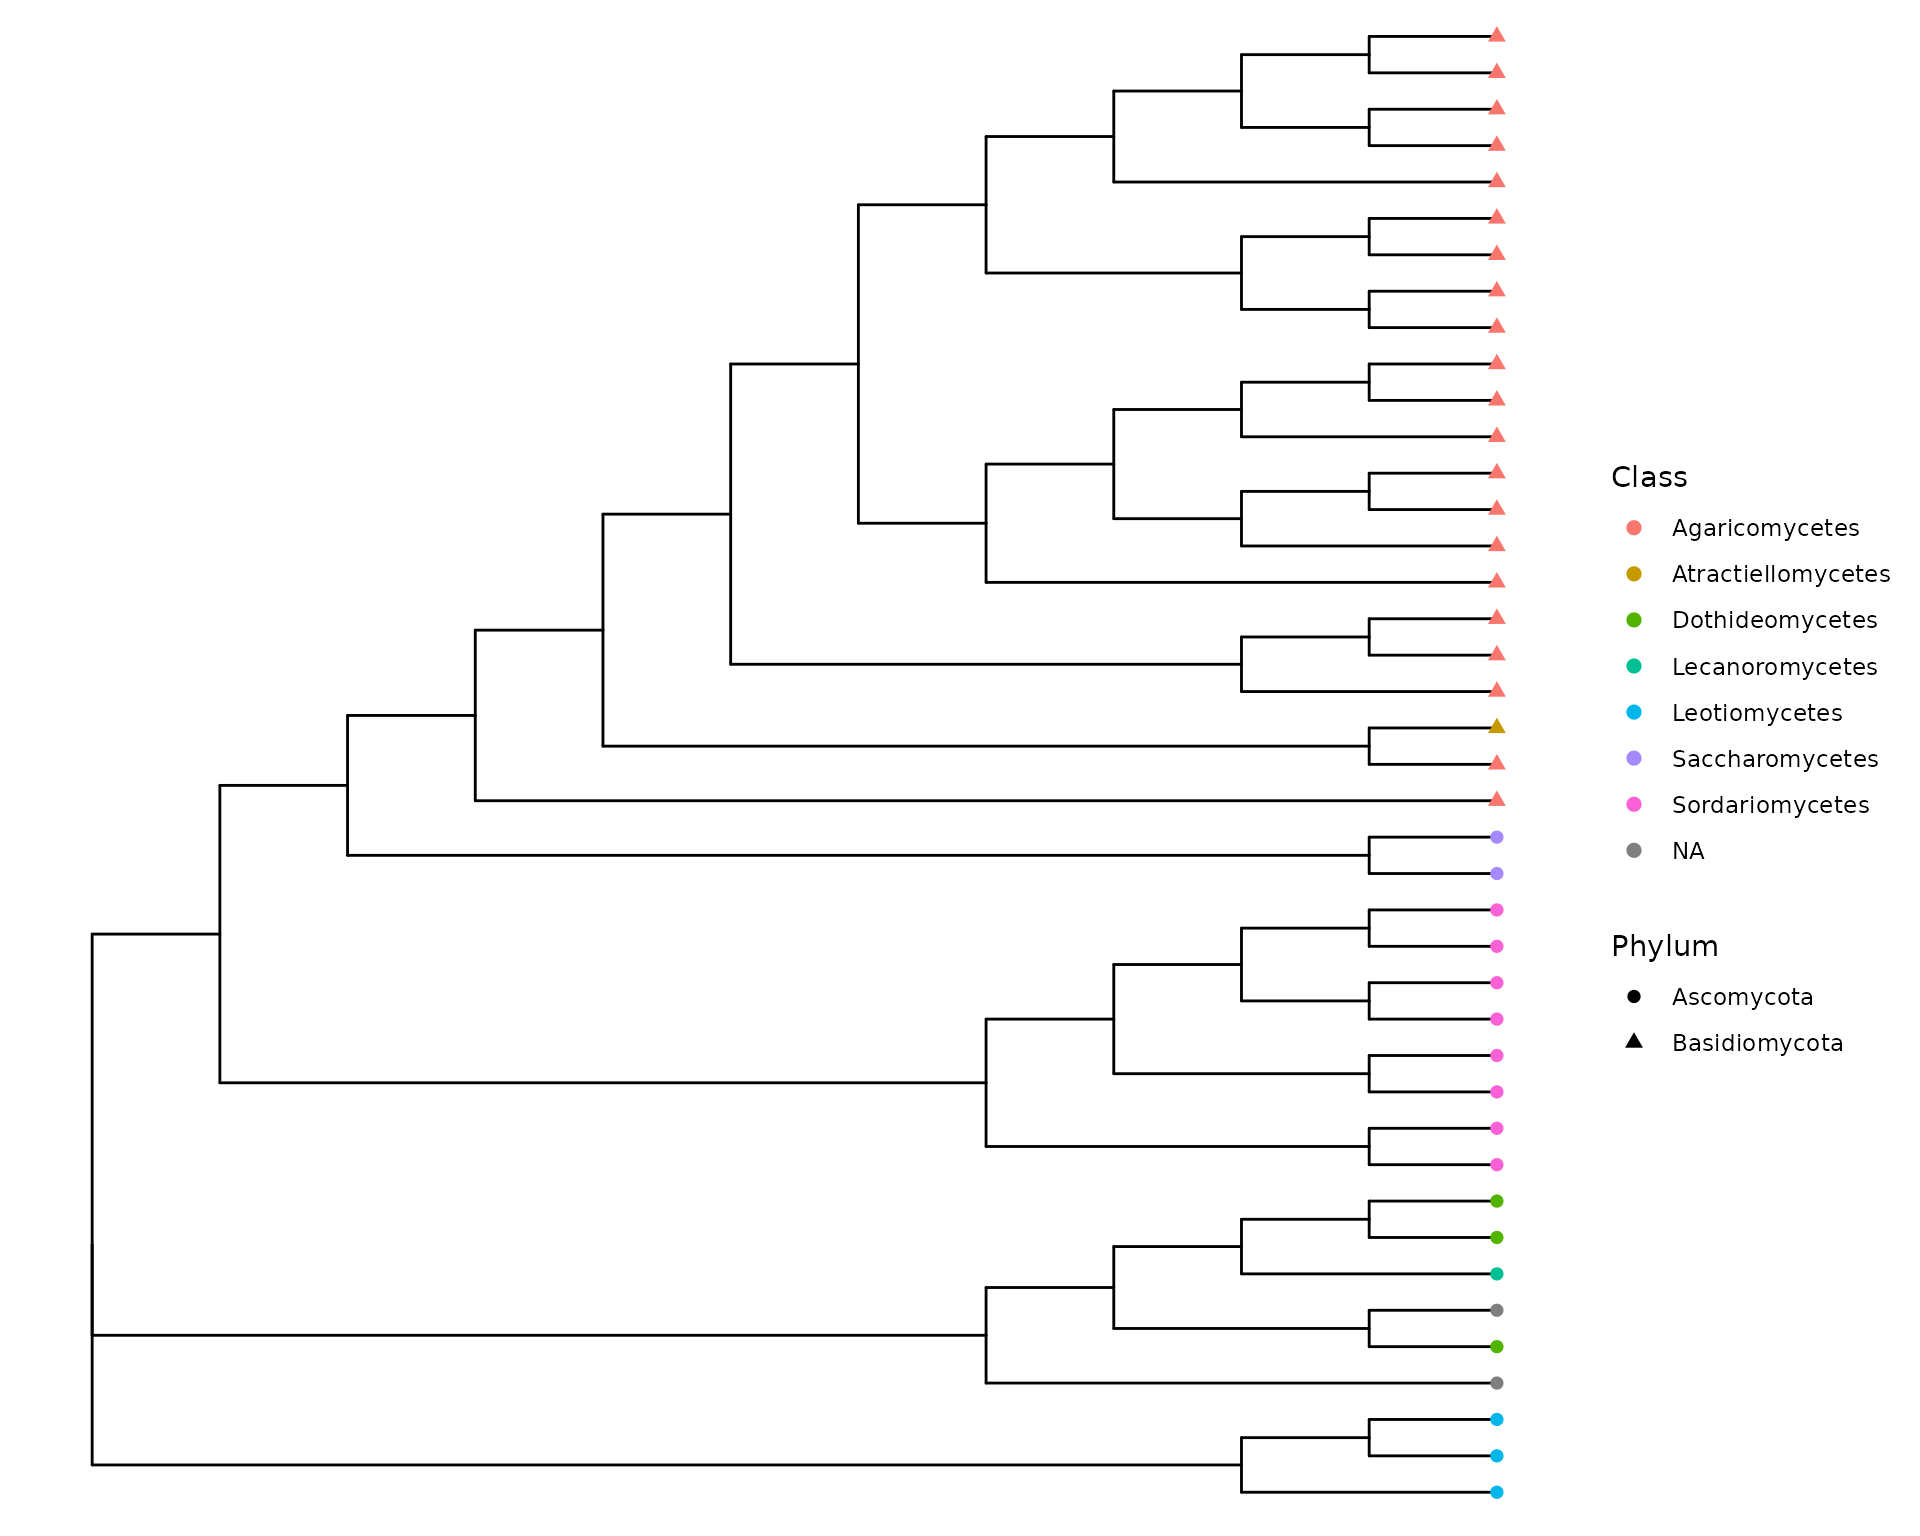 Class
Agaricomycetes
Atractiellomycetes
Dothideomycetes
Lecanoromycetes
Leotiomycetes
Saccharomycetes
Sordariomycetes
NA
Phylum
Ascomycota
Basidiomycota